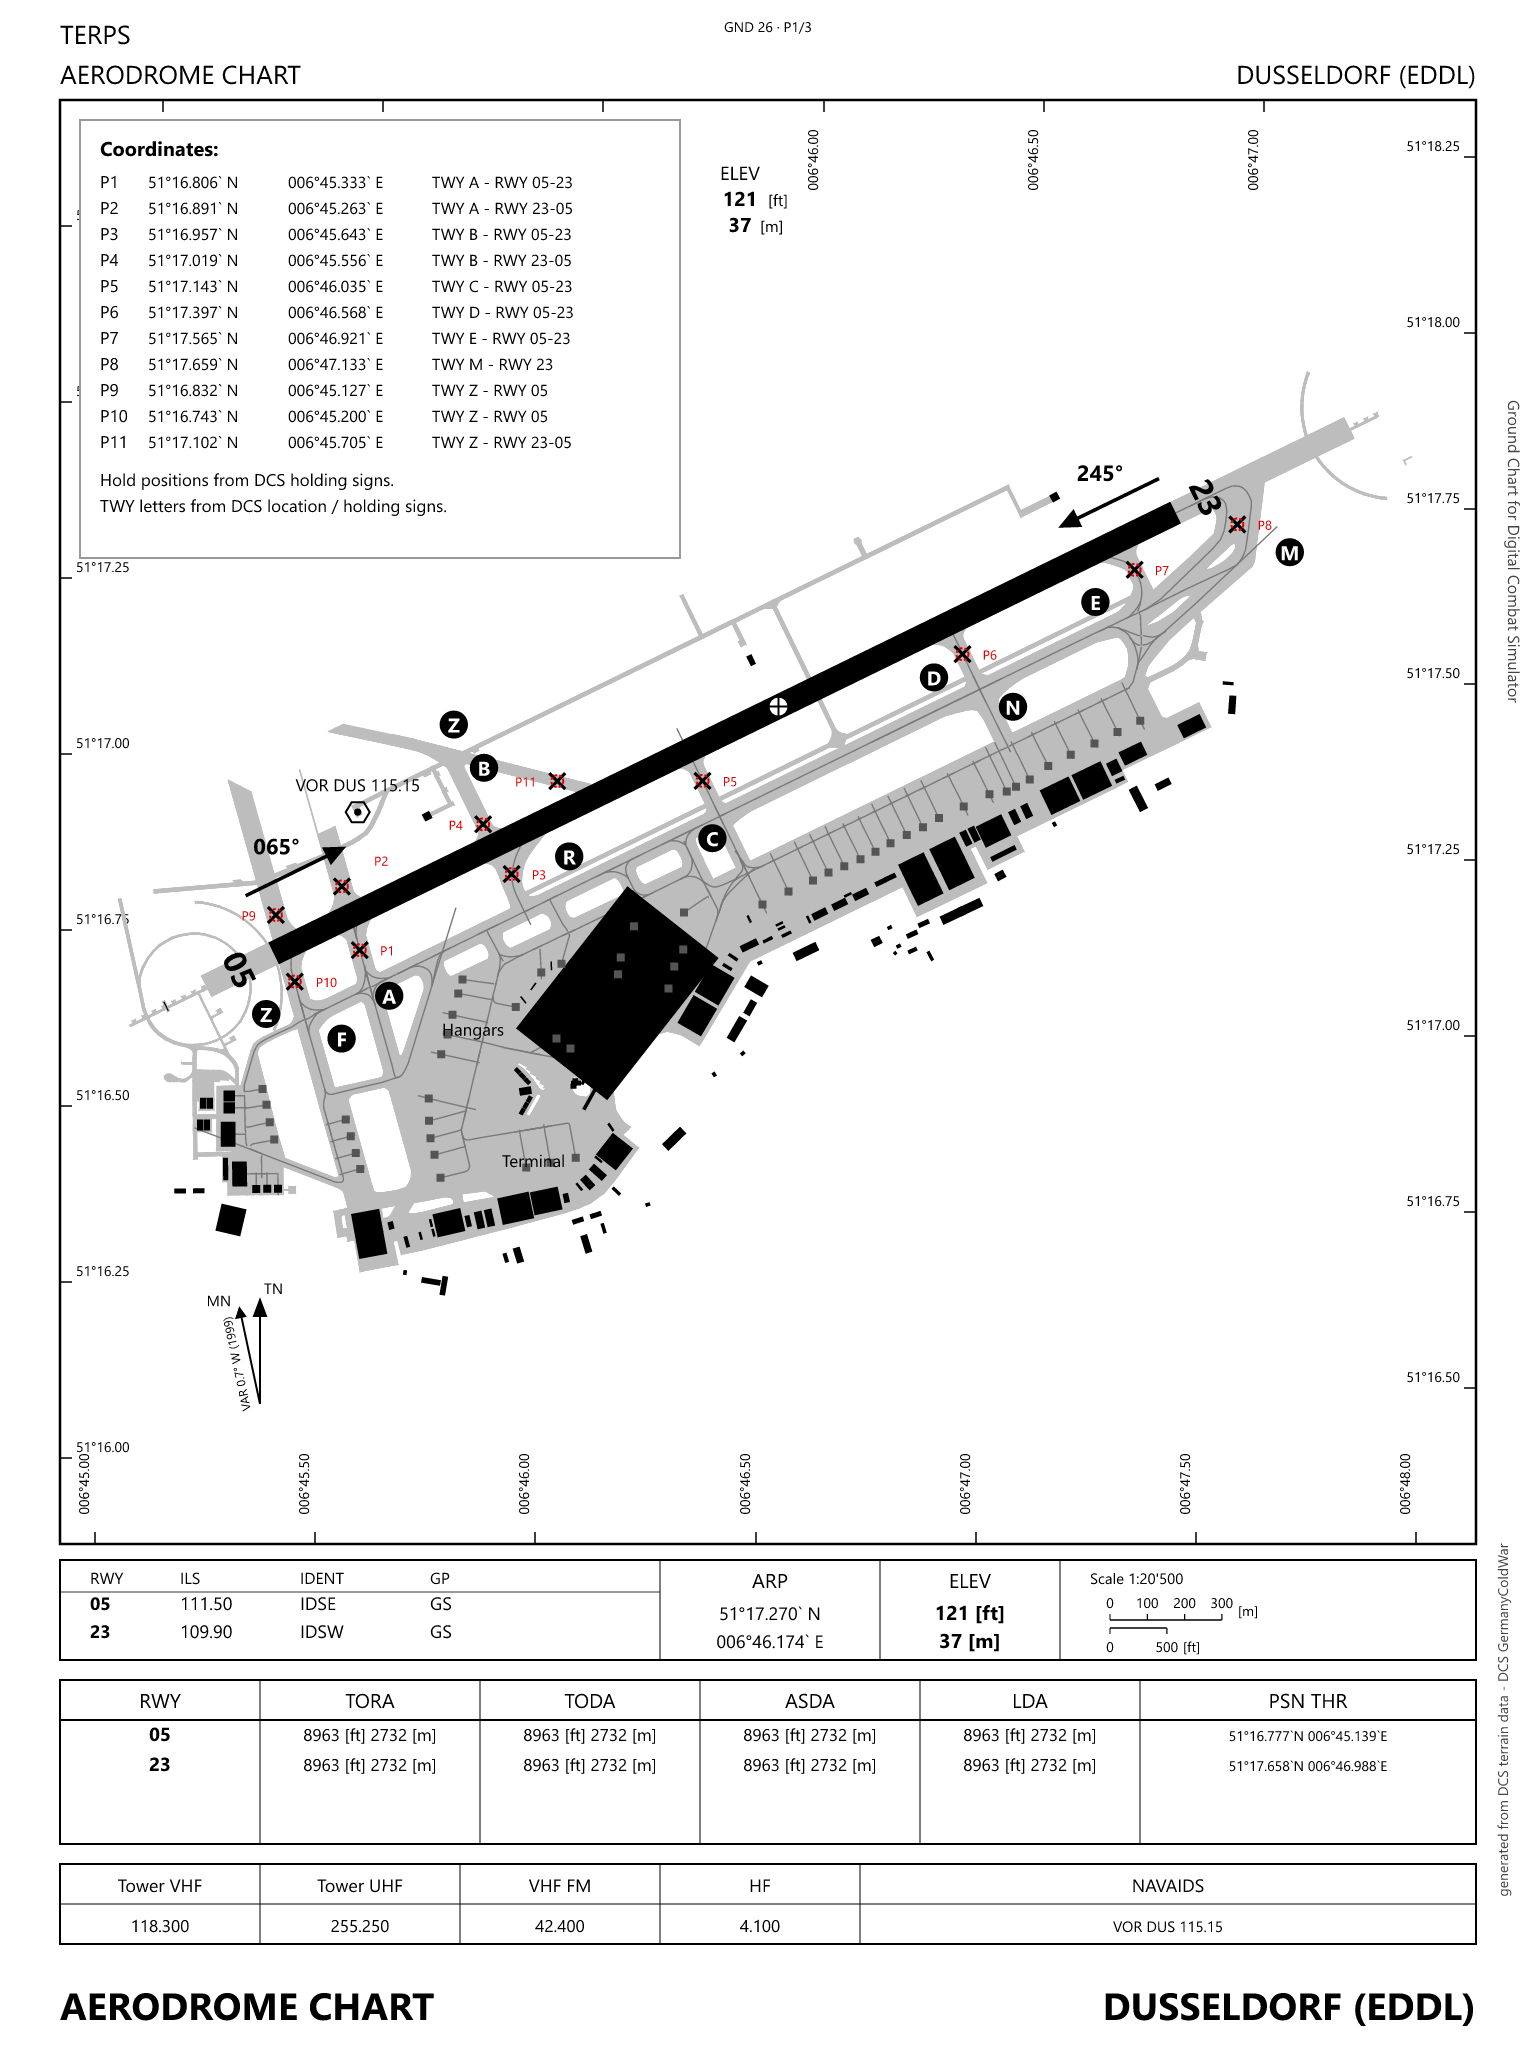 GND 26 · P1/3
TERPS
AERODROME CHART
DUSSELDORF (EDDL)
Coordinates:
P1 51°16.806` N 006°45.333` E TWY A - RWY 05-23
P2 51°16.891` N 006°45.263` E TWY A - RWY 23-05
P3 51°16.957` N 006°45.643` E TWY B - RWY 05-23
P4 51°17.019` N 006°45.556` E TWY B - RWY 23-05
P5 51°17.143` N 006°46.035` E TWY C - RWY 05-23
P6 51°17.397` N 006°46.568` E TWY D - RWY 05-23
P7 51°17.565` N 006°46.921` E TWY E - RWY 05-23
P8 51°17.659` N 006°47.133` E TWY M - RWY 23
P9 51°16.832` N 006°45.127` E TWY Z - RWY 05
P10 51°16.743` N 006°45.200` E TWY Z - RWY 05
P11 51°17.102` N 006°45.705` E TWY Z - RWY 23-05
Hold positions from DCS holding signs.
TWY letters from DCS location / holding signs.
ELEV
121 [ft]
37 [m]
006°46.00
006°46.50
006°47.00
51°18.25
51°18.00
51°17.75
51°17.50
51°17.25
51°17.00
51°16.75
51°16.50
51°17.25
51°17.00
51°16.75
51°16.50
51°16.25
51°16.00
245°
23
P8
M
P7
E
P6
D
N
Z
B
P11
P5
VOR DUS 115.15
P4
C
065°
R
P2
P3
P9
P1
05
P10
A
Z
F
Hangars
Terminal
TN
MN
VAR 0.7° W (1999)
006°45.00
006°45.50
006°46.00
006°46.50
006°47.00
006°47.50
006°48.00
Ground Chart for Digital Combat Simulator
generated from DCS terrain data - DCS GermanyColdWar
RWY ILS IDENT GP
05 111.50 IDSE GS
23 109.90 IDSW GS
ARP
51°17.270` N
006°46.174` E
ELEV
121 [ft]
37 [m]
Scale 1:20'500
0 100 200 300 [m]
0 500 [ft]
RWY TORA TODA ASDA LDA PSN THR
05 8963 [ft] 2732 [m] 8963 [ft] 2732 [m] 8963 [ft] 2732 [m] 8963 [ft] 2732 [m] 51°16.777`N 006°45.139`E
23 8963 [ft] 2732 [m] 8963 [ft] 2732 [m] 8963 [ft] 2732 [m] 8963 [ft] 2732 [m] 51°17.658`N 006°46.988`E
Tower VHF Tower UHF VHF FM HF NAVAIDS
118.300 255.250 42.400 4.100 VOR DUS 115.15
AERODROME CHART
DUSSELDORF (EDDL)